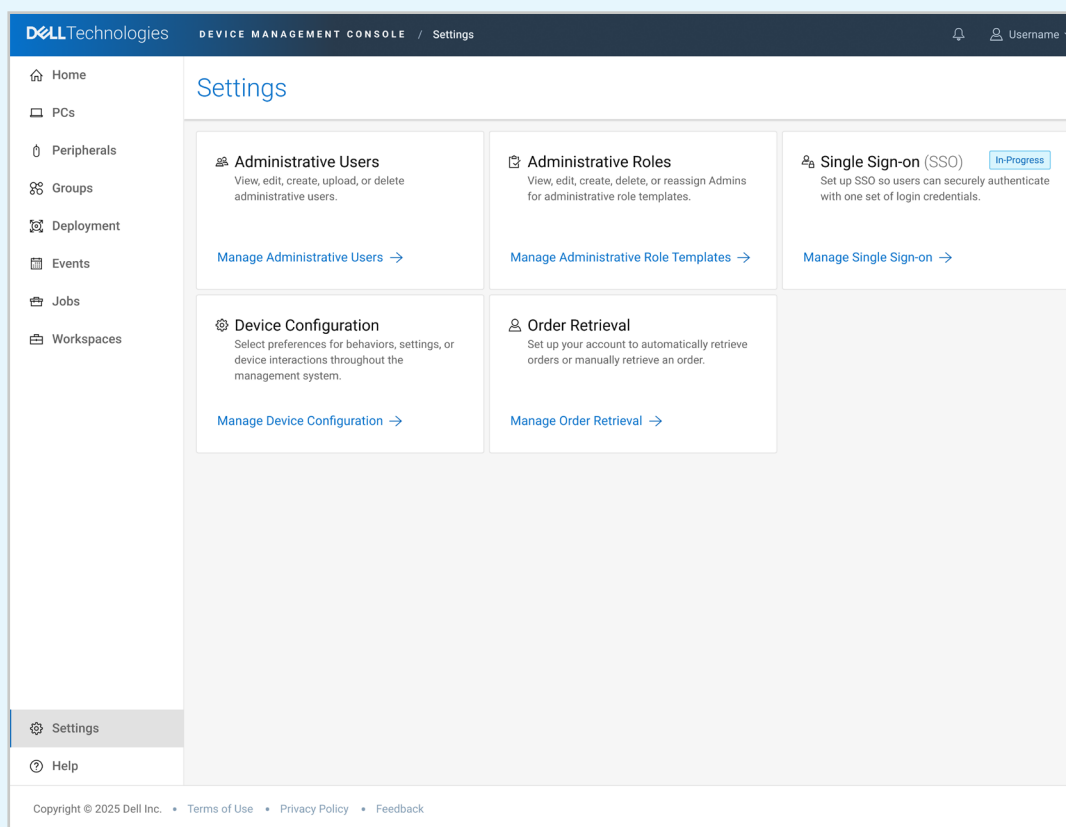 DELLTechnologies
DEVICE MANAGEMENT CONSOLE / Settings
Username
Home
PCs
Peripherals
Groups
Deployment
Events
Jobs
Workspaces
Settings
Help
Settings
Administrative Users
View, edit, create, upload, or delete
administrative users.
Manage Administrative Users →
Administrative Roles
View, edit, create, delete, or reassign Admins
for administrative role templates.
Manage Administrative Role Templates →
Single Sign-on (SSO)
In-Progress
Set up SSO so users can securely authenticate
with one set of login credentials.
Manage Single Sign-on →
Device Configuration
Select preferences for behaviors, settings, or
device interactions throughout the
management system.
Manage Device Configuration →
Order Retrieval
Set up your account to automatically retrieve
orders or manually retrieve an order.
Manage Order Retrieval →
Copyright © 2025 Dell Inc. • Terms of Use • Privacy Policy • Feedback